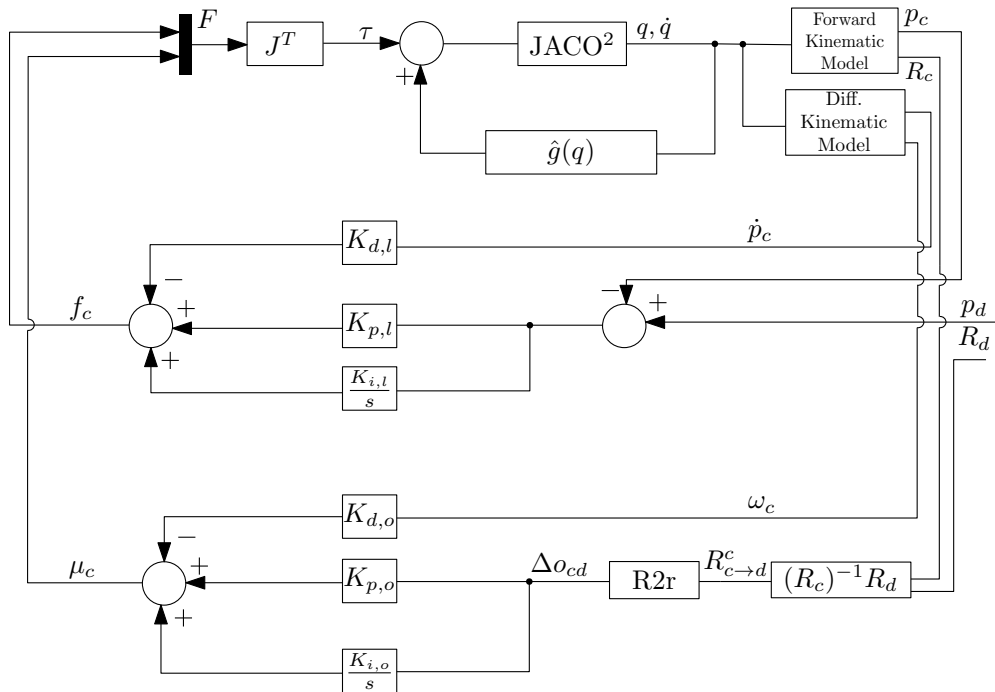 F
J^T
τ
+
JACO²
q, q̇
Forward
Kinematic
Model
p_c
R_c
Diff.
Kinematic
Model
ĝ(q)
K_{d,l}
ṗ_c
−
f_c
+
K_{p,l}
+
K_{i,l}
s
−
+
p_d
R_d
K_{d,o}
ω_c
−
μ_c
+
K_{p,o}
+
K_{i,o}
s
Δo_{cd}
R2r
R^c_{c→d}
(R_c)^{-1}R_d